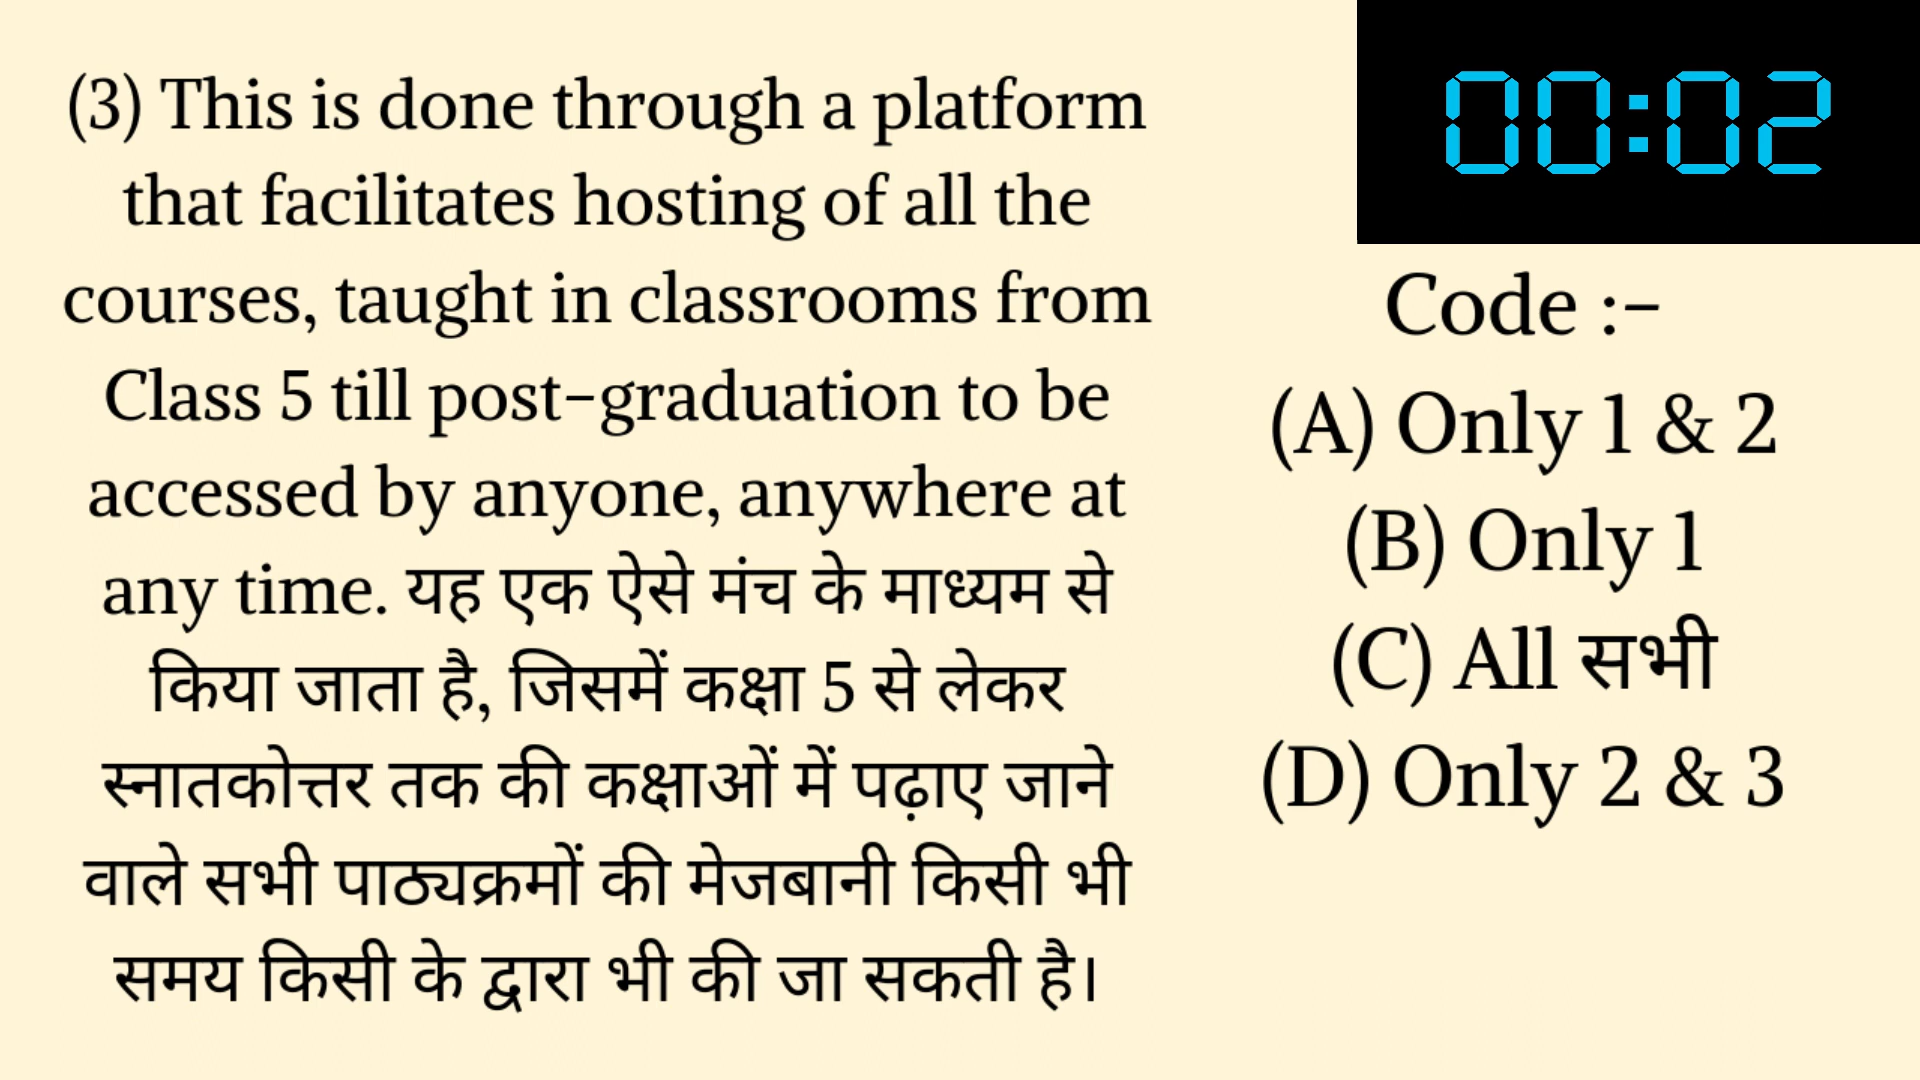 (3) This is done through a platform
that facilitates hosting of all the
courses, taught in classrooms from
Class 5 till post-graduation to be
accessed by anyone, anywhere at
any time. यह एक ऐसे मंच के माध्यम से
किया जाता है, जिसमें कक्षा 5 से लेकर
स्नातकोत्तर तक की कक्षाओं में पढ़ाए जाने
वाले सभी पाठ्यक्रमों की मेजबानी किसी भी
समय किसी के द्वारा भी की जा सकती है।
00:02
Code :-
(A) Only 1 & 2
(B) Only 1
(C) All सभी
(D) Only 2 & 3